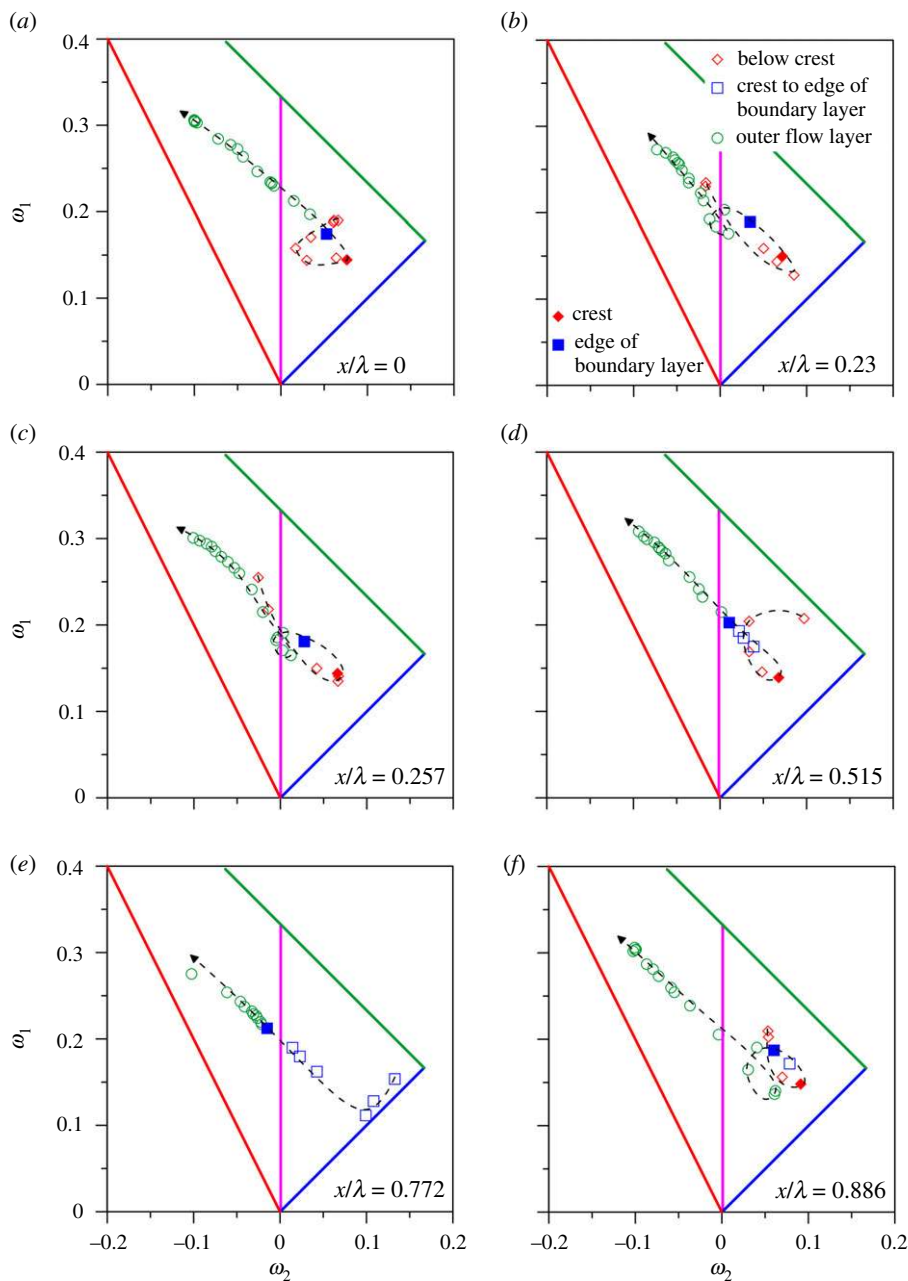 (a)
0.4
0.3
0.2
0.1
0
ω1
x/λ = 0
(b)
below crest
crest to edge of
boundary layer
outer flow layer
crest
edge of
boundary layer
x/λ = 0.23
(c)
0.4
0.3
0.2
0.1
0
ω1
x/λ = 0.257
(d)
x/λ = 0.515
(e)
0.4
0.3
0.2
0.1
0
ω1
x/λ = 0.772
–0.2
–0.1
0
0.1
0.2
ω2
(f)
x/λ = 0.886
–0.2
–0.1
0
0.1
0.2
ω2